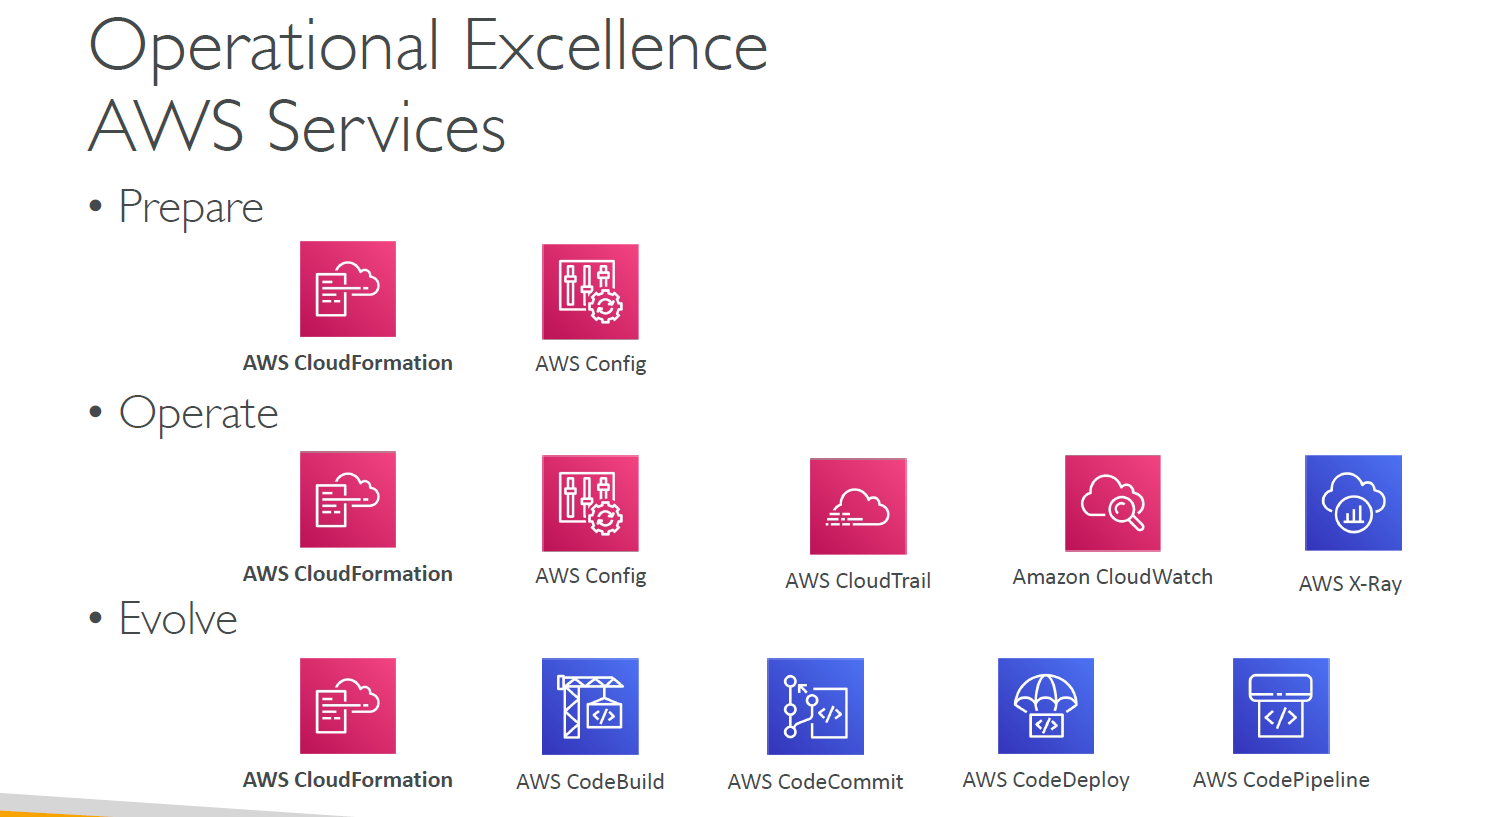 Operational Excellence
AWS Services
• Prepare
AWS CloudFormation
AWS Config
• Operate
AWS CloudFormation
AWS Config
AWS CloudTrail
Amazon CloudWatch
AWS X-Ray
• Evolve
AWS CloudFormation
AWS CodeBuild
AWS CodeCommit
AWS CodeDeploy
AWS CodePipeline